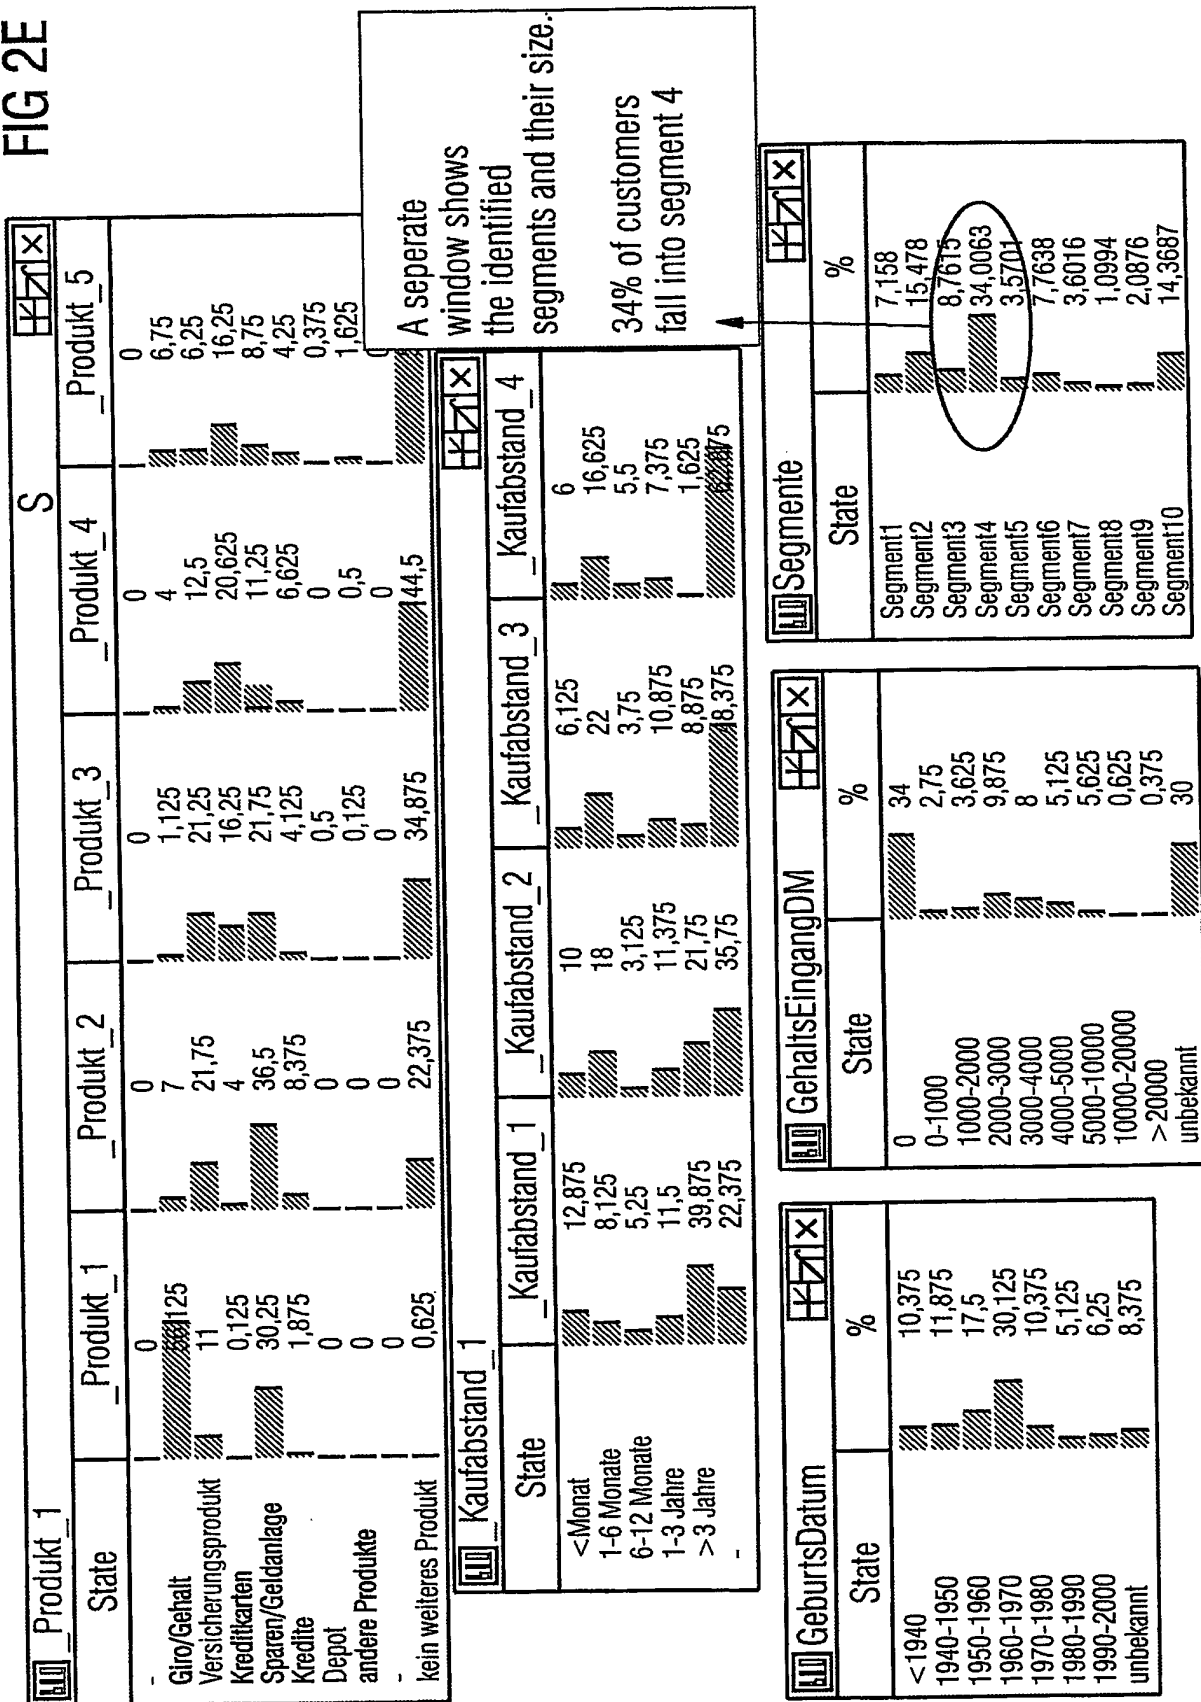 FIG 2E
_Produkt_1
S
State _Produkt_1 _Produkt_2 _Produkt_3 _Produkt_4 _Produkt_5
- 0 0 0 0 0
Giro/Gehalt 7 1,125 4 6,75
Versicherungsprodukt 11 21,75 21,25 12,5 6,25
Kreditkarten 0,125 4 16,25 20,625 16,25
Sparen/Geldanlage 30,25 36,5 21,75 11,25 8,75
Kredite 1,875 8,375 4,125 6,625 4,25
Depot 0 0 0,5 0 0,375
andere Produkte 0 0 0,125 0,5 1,625
- 0 0 0 0
kein weiteres Produkt 0,625 22,375 34,875 44,5
A seperate
window shows
the identified
segments and their size.
34% of customers
fall into segment 4
_Kaufabstand_1
State _Kaufabstand_1 _Kaufabstand_2 _Kaufabstand_3 _Kaufabstand_4
<Monat 12,875 10 6,125 6
1-6 Monate 8,125 18 22 16,625
6-12 Monate 5,25 3,125 3,75 5,5
1-3 Jahre 11,5 11,375 10,875 7,375
>3 Jahre 39,875 21,75 8,875 1,625
- 22,375 35,75 48,375
GeburtsDatum
State %
<1940 10,375
1940-1950 11,875
1950-1960 17,5
1960-1970 30,125
1970-1980 10,375
1980-1990 5,125
1990-2000 6,25
unbekannt 8,375
GehaltsEingangDM
State %
0 34
0-1000 2,75
1000-2000 3,625
2000-3000 9,875
3000-4000 8
4000-5000 5,125
5000-10000 5,625
10000-20000 0,625
>20000 0,375
unbekannt 30
Segmente
State %
Segment1 7,158
Segment2 15,478
Segment3 8,7615
Segment4 34,0063
Segment5 3,5701
Segment6 7,7638
Segment7 3,6016
Segment8 1,0994
Segment9 2,0876
Segment10 14,3687